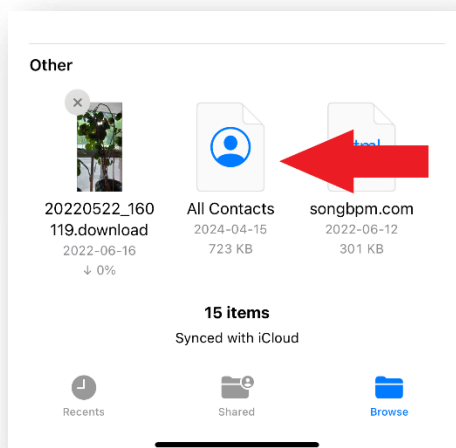 Other
20220522_160
119.download
2022-06-16
↓ 0%
All Contacts
2024-04-15
723 KB
songbpm.com
2022-06-12
301 KB
15 items
Synced with iCloud
Recents
Shared
Browse